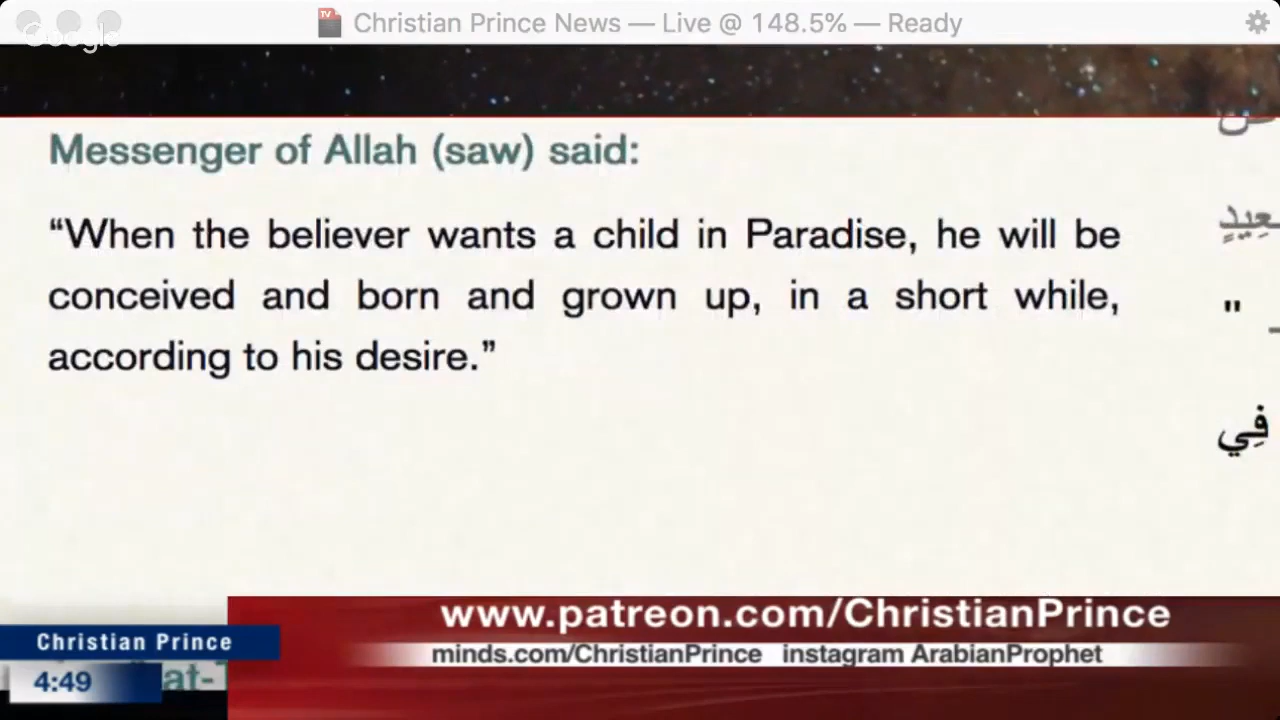 Christian Prince News — Live @ 148.5% — Ready
Google
Messenger of Allah (saw) said:
“When the believer wants a child in Paradise, he will be
conceived and born and grown up, in a short while,
according to his desire.”
"
فِي
www.patreon.com/ChristianPrince
Christian Prince
minds.com/ChristianPrince instagram ArabianProphet
4:49
at-